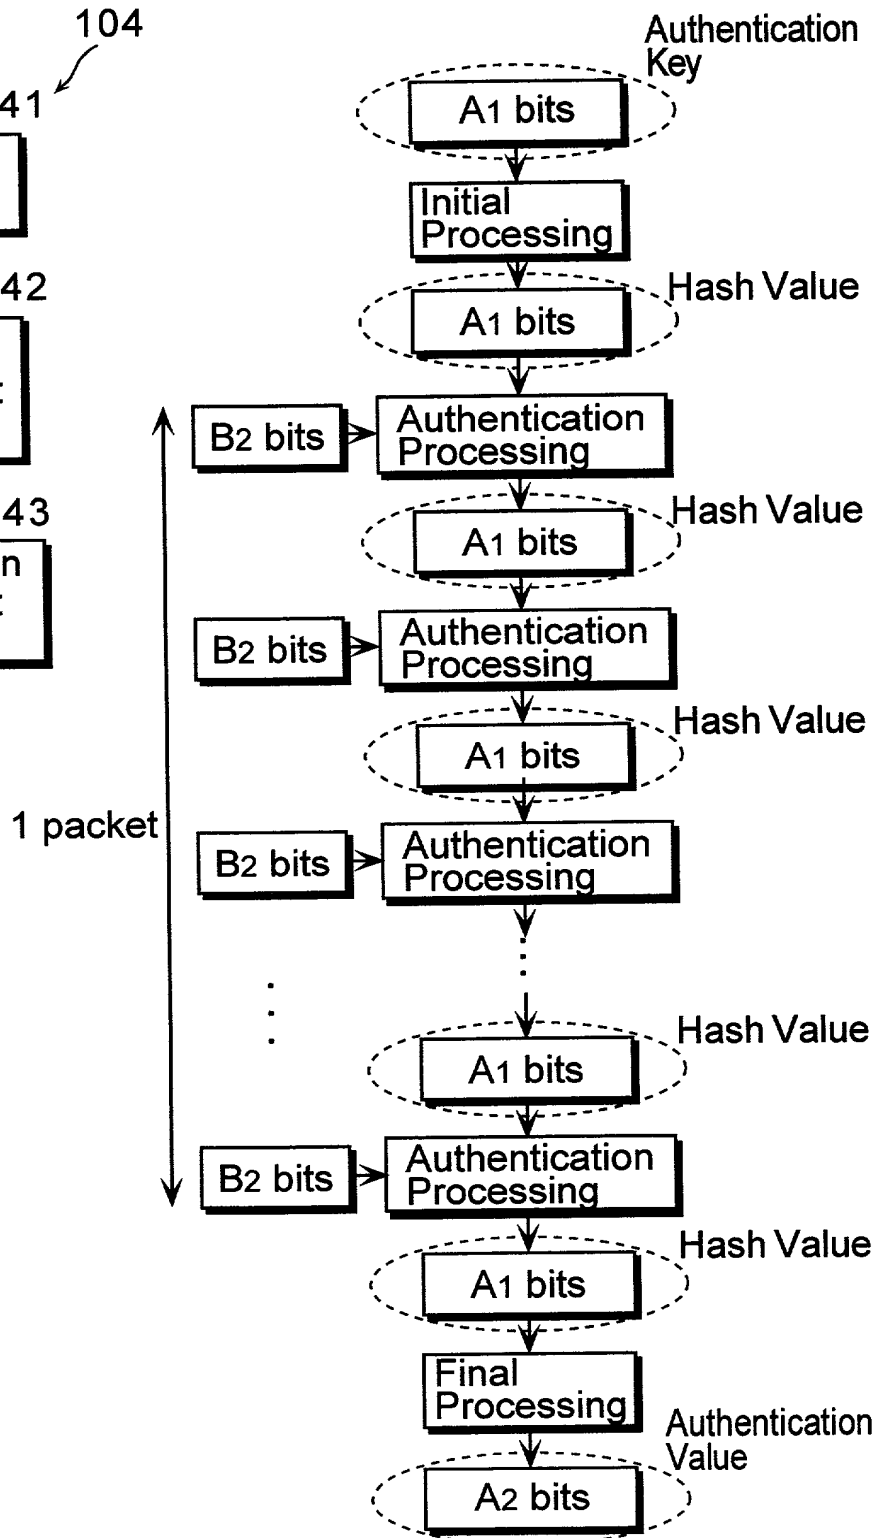 104
Authentication
Key
41
A1 bits
Initial
Processing
42
Hash Value
A1 bits
B2 bits
Authentication
Processing
43
Hash Value
n
A1 bits
B2 bits
Authentication
Processing
Hash Value
A1 bits
1 packet
B2 bits
Authentication
Processing
Hash Value
A1 bits
B2 bits
Authentication
Processing
Hash Value
A1 bits
Final
Processing
Authentication
Value
A2 bits